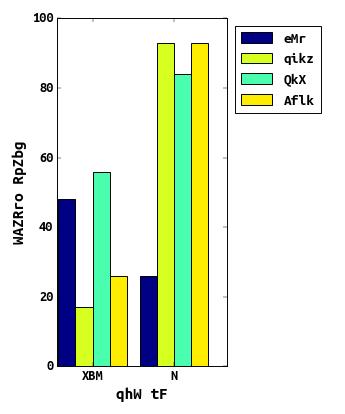 100
80
60
40
20
0
WAZRro RpZbg
XBM N
qhW tF
eMr
qikz
QkX
Aflk